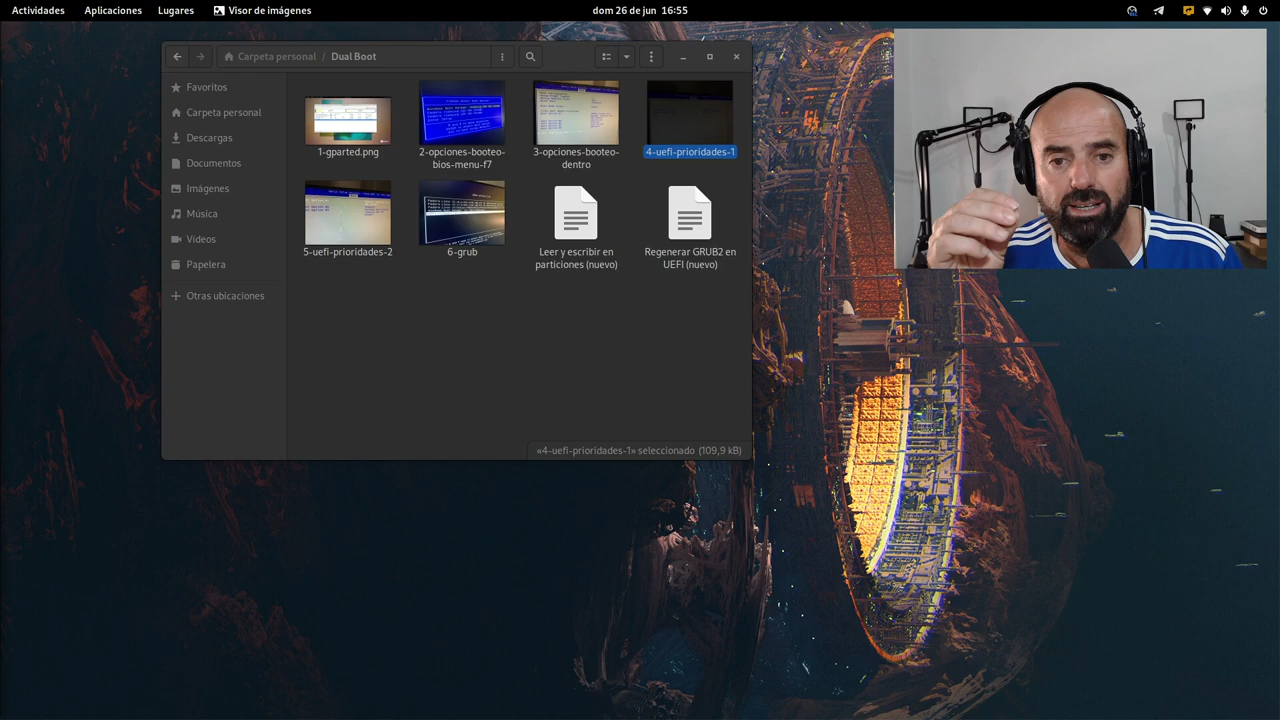 Actividades Aplicaciones Lugares Visor de imágenes dom 26 de jun 16:55
Carpeta personal / Dual Boot
Favoritos
Carpeta personal
Descargas
Documentos
Imágenes
Música
Vídeos
Papelera
Otras ubicaciones
1-gparted.png
2-opciones-booteo-
bios-menu-f7
3-opciones-booteo-
dentro
4-uefi-prioridades-1
5-uefi-prioridades-2
6-grub
Leer y escribir en
particiones (nuevo)
Regenerar GRUB2 en
UEFI (nuevo)
«4-uefi-prioridades-1» seleccionado (109,9 kB)